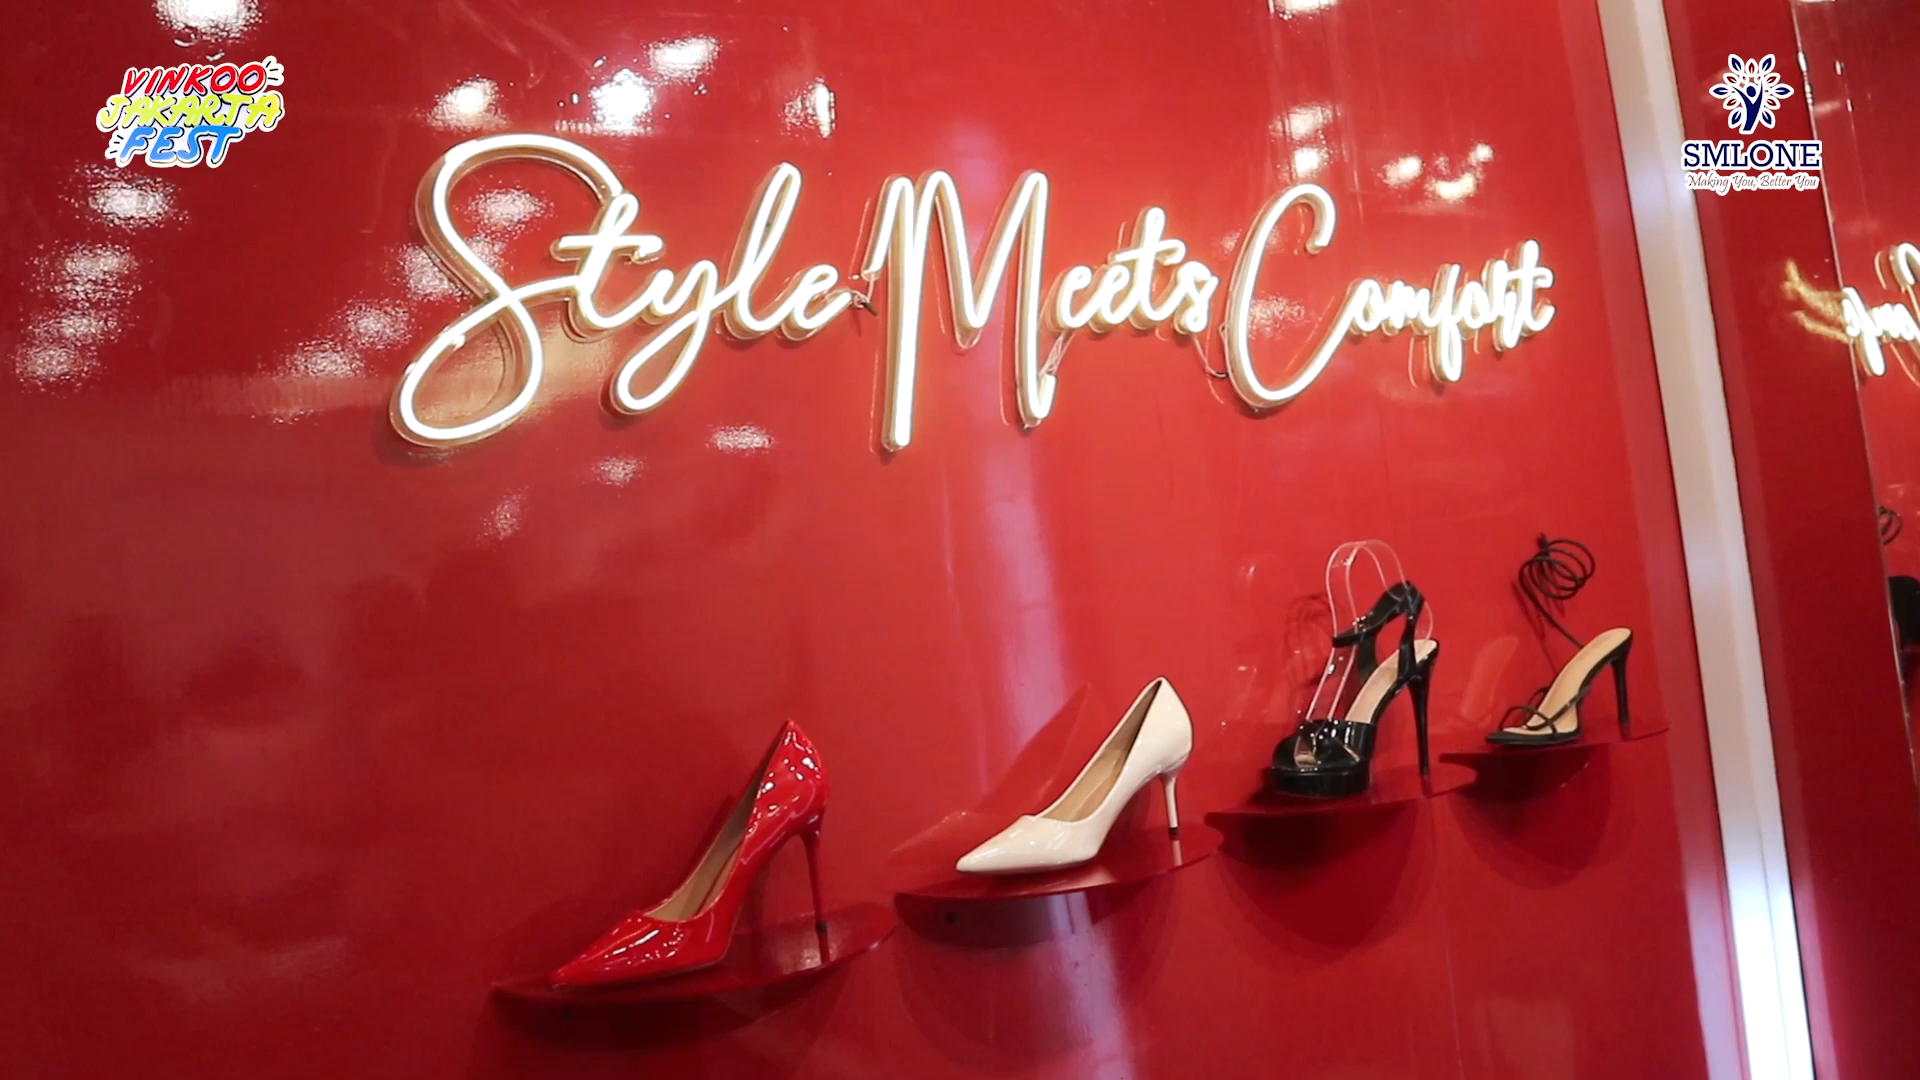 VINKOO
JAKARTA
FEST
SMLONE
Making You, Better You
Style Meets Comfort